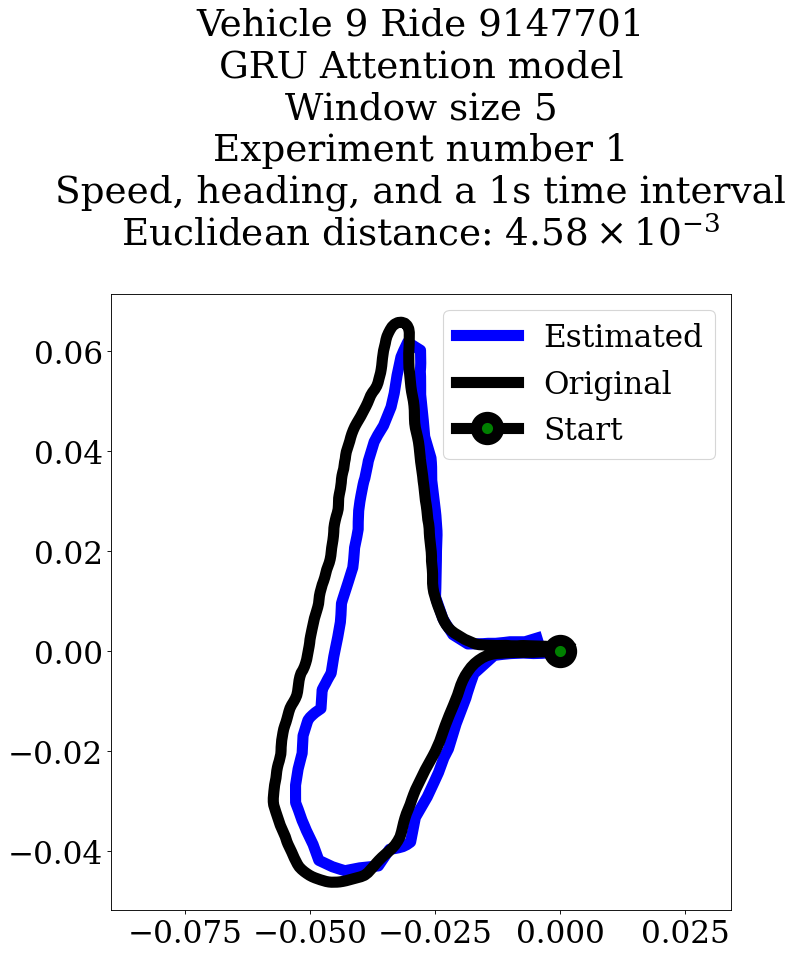 Vehicle 9 Ride 9147701
GRU Attention model
Window size 5
Experiment number 1
Speed, heading, and a 1s time interval
Euclidean distance: 4.58 × 10⁻³
Estimated
Original
Start
0.06
0.04
0.02
0.00
−0.02
−0.04
−0.075 −0.050 −0.025 0.000 0.025